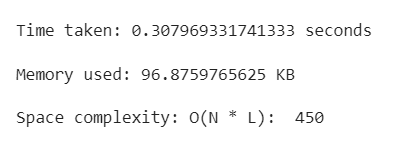 Time taken: 0.307969331741333 seconds
Memory used: 96.8759765625 KB
Space complexity: O(N * L):  450